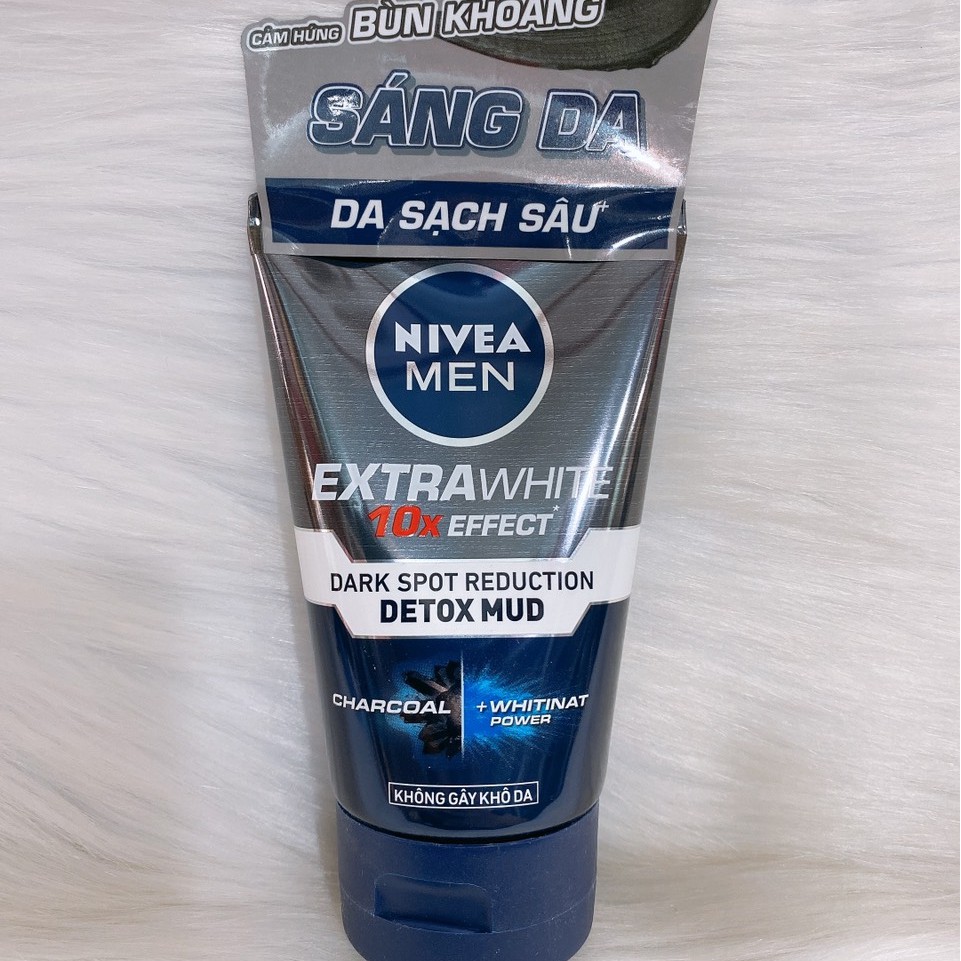 CẢM HỨNG BÙN KHOÁNG
SÁNG DA
DA SẠCH SÂU+
NIVEA
MEN
EXTRAWHITE
10x EFFECT*
DARK SPOT REDUCTION
DETOX MUD
CHARCOAL +WHITINAT
POWER
KHÔNG GÂY KHÔ DA